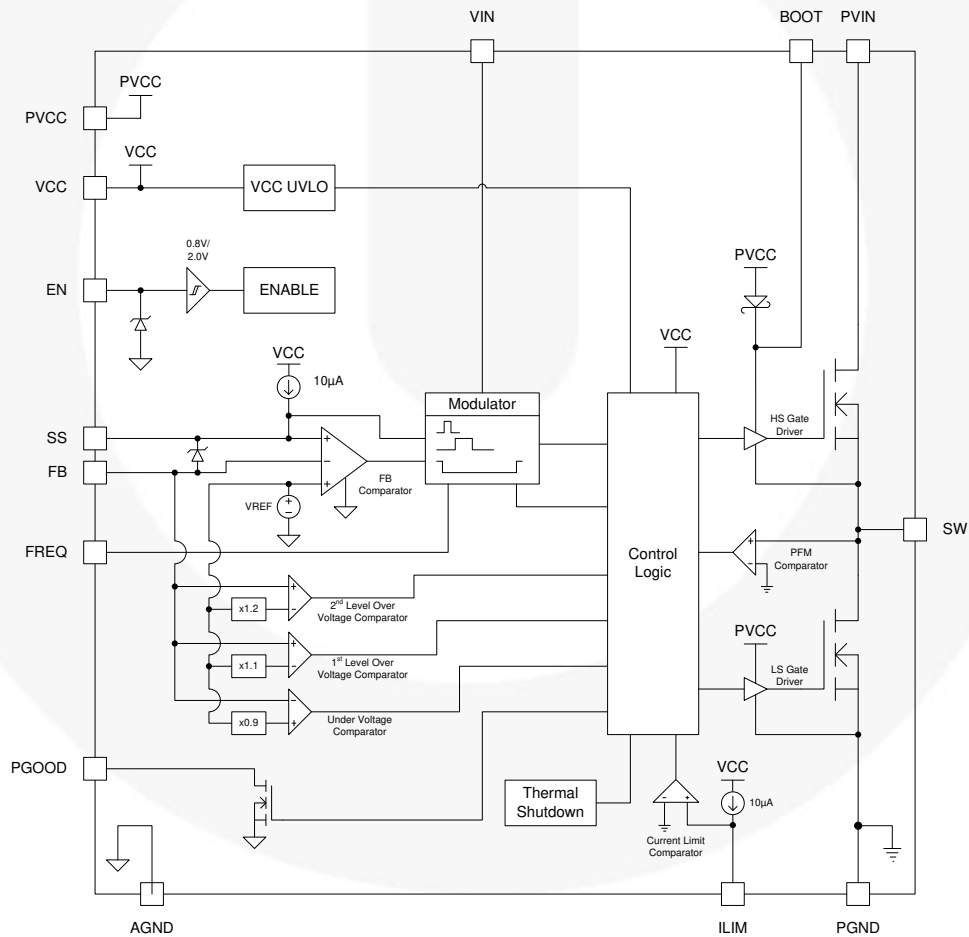 VIN
BOOT
PVIN
PVCC
PVCC
VCC
VCC
VCC UVLO
0.8V/
2.0V
EN
ENABLE
PVCC
VCC
VCC
10µA
Modulator
SS
FB
HS Gate
Driver
FB
Comparator
VREF
FREQ
SW
Control
Logic
PFM
Comparator
x1.2
2nd Level Over
Voltage Comparator
PVCC
x1.1
1st Level Over
Voltage Comparator
LS Gate
Driver
x0.9
Under Voltage
Comparator
PGOOD
VCC
Thermal
Shutdown
10µA
Current Limit
Comparator
AGND
ILIM
PGND